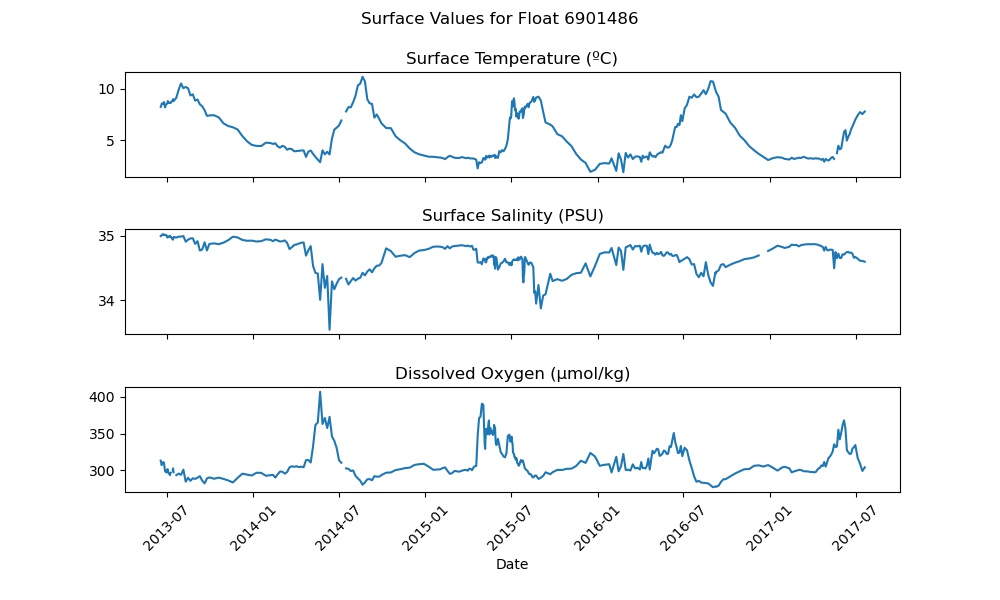 Surface Values for Float 6901486
Surface Temperature (ºC)
10
5
Surface Salinity (PSU)
35
34
Dissolved Oxygen (µmol/kg)
400
350
300
2013-07 2014-01 2014-07 2015-01 2015-07 2016-01 2016-07 2017-01 2017-07
Date